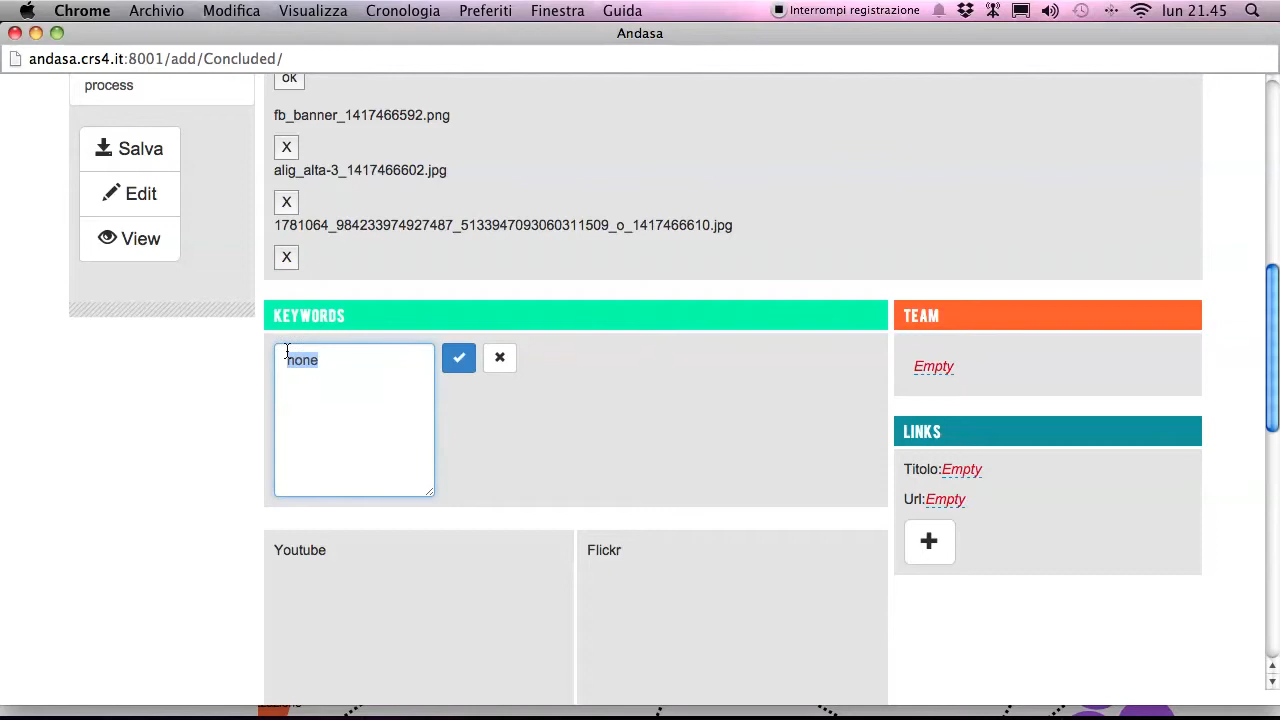 Chrome Archivio Modifica Visualizza Cronologia Preferiti Finestra Guida Interrompi registrazione lun 21.45
Andasa
andasa.crs4.it:8001/add/Concluded/
process
Salva
Edit
View
ok
fb_banner_1417466592.png
X
alig_alta-3_1417466602.jpg
X
1781064_984233974927487_5133947093060311509_o_1417466610.jpg
X
KEYWORDS
none
TEAM
Empty
LINKS
Titolo:Empty
Url:Empty
Youtube
Flickr